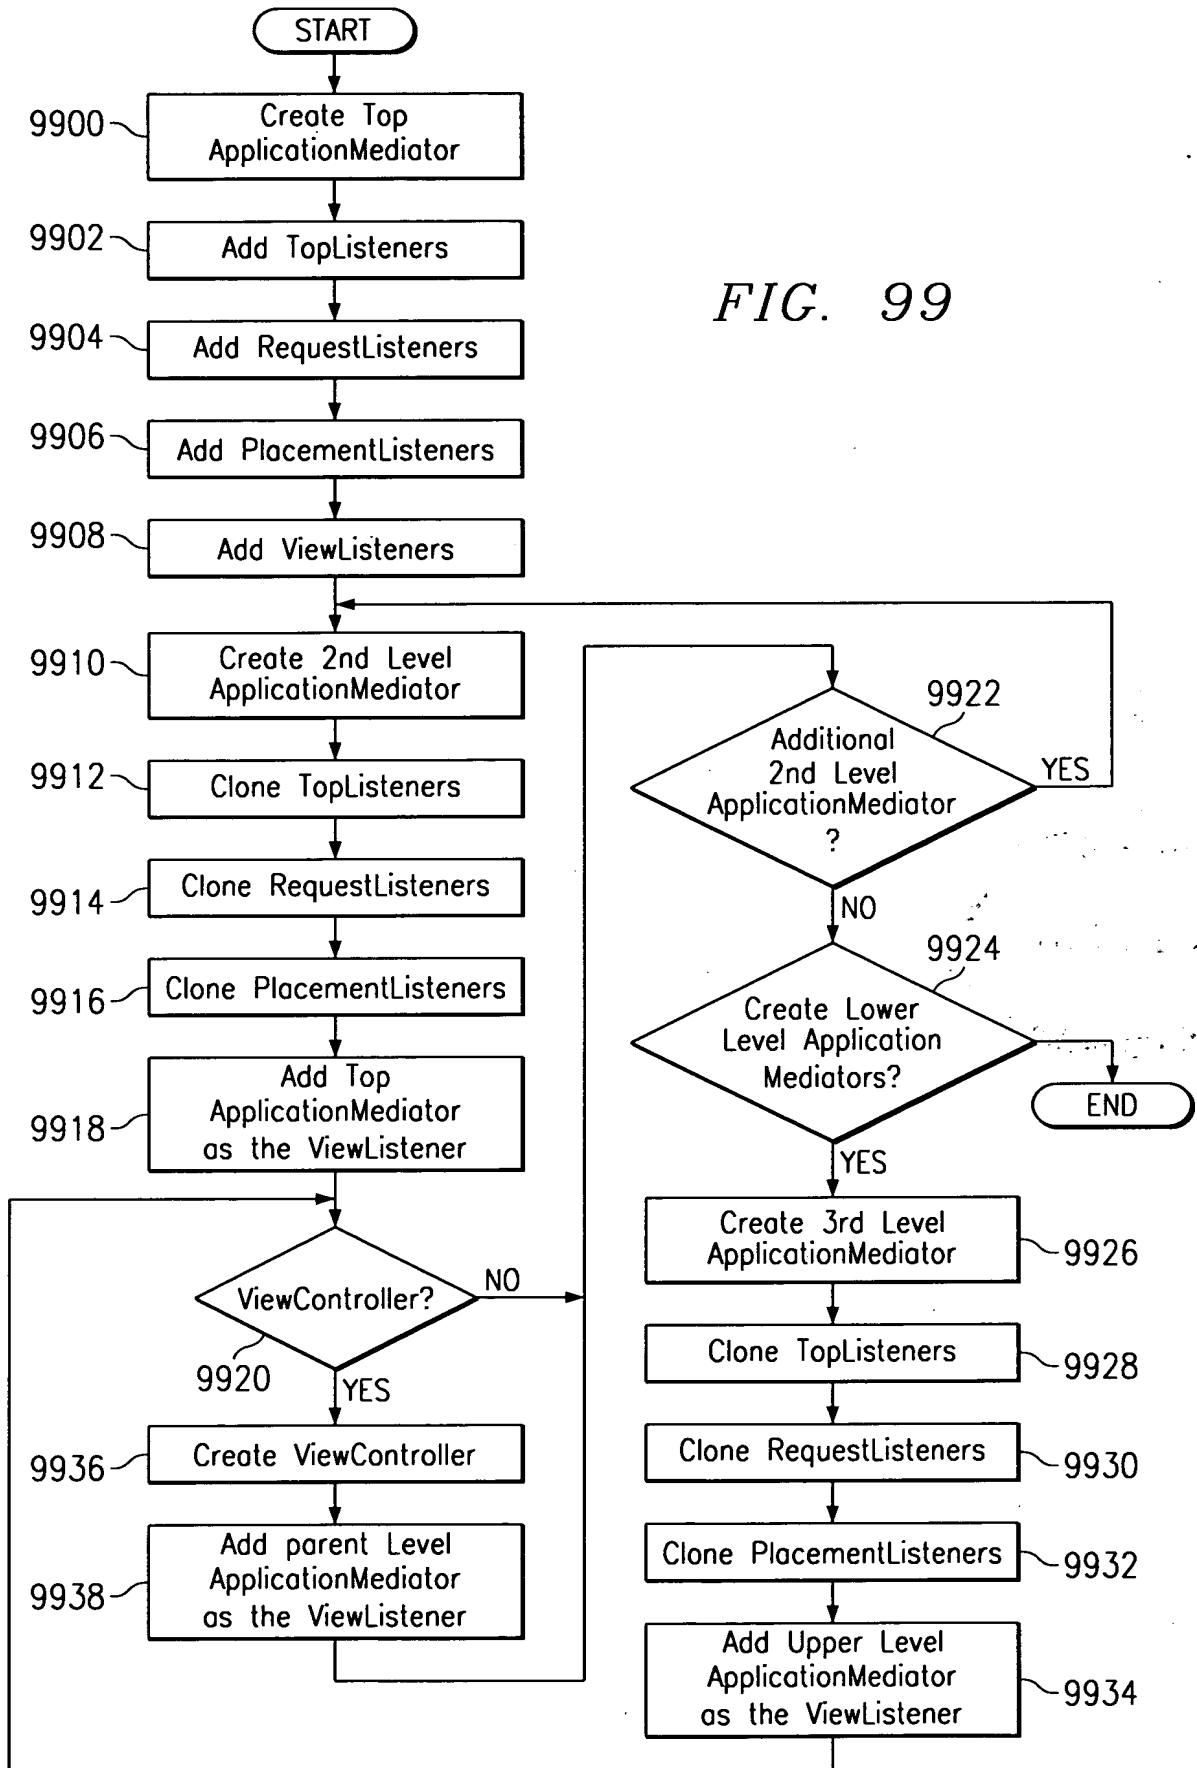 START
9900
Create Top
ApplicationMediator
9902
Add TopListeners
FIG. 99
9904
Add RequestListeners
9906
Add PlacementListeners
9908
Add ViewListeners
9910
Create 2nd Level
ApplicationMediator
9912
Clone TopListeners
9914
Clone RequestListeners
9916
Clone PlacementListeners
9918
Add Top
ApplicationMediator
as the ViewListener
ViewController?
NO
9920
YES
9936
Create ViewController
9938
Add parent Level
ApplicationMediator
as the ViewListener
9922
Additional
2nd Level
ApplicationMediator
?
YES
NO
9924
Create Lower
Level Application
Mediators?
END
YES
Create 3rd Level
ApplicationMediator
9926
Clone TopListeners
9928
Clone RequestListeners
9930
Clone PlacementListeners
9932
Add Upper Level
ApplicationMediator
as the ViewListener
9934